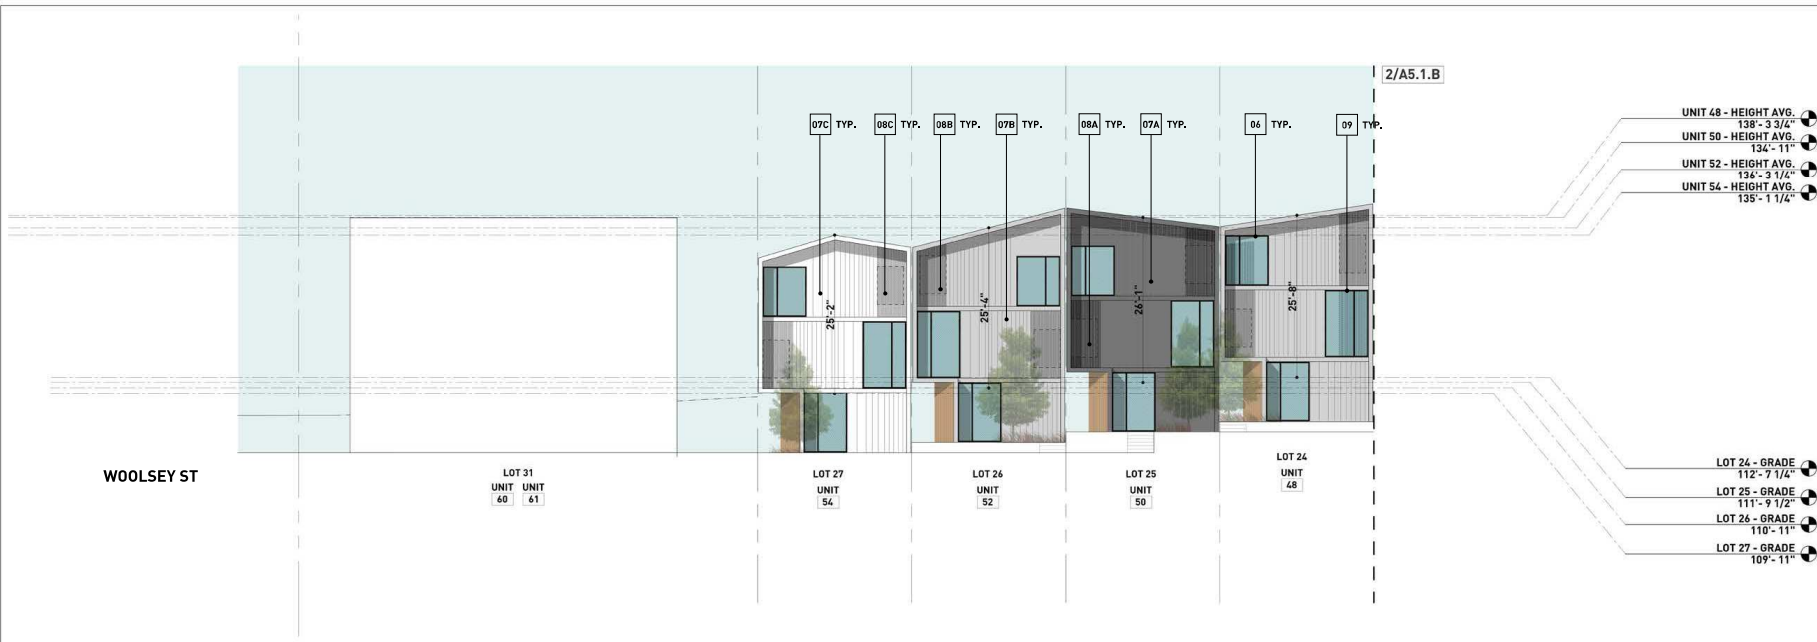 2/A5.1.B
07C TYP. 08C TYP. 08B TYP. 07B TYP. 08A TYP. 07A TYP. 06 TYP. 09 TYP.
UNIT 48 - HEIGHT AVG.
138'- 3 3/4"
UNIT 50 - HEIGHT AVG.
134'- 11"
UNIT 52 - HEIGHT AVG.
136'- 3 1/4"
UNIT 54 - HEIGHT AVG.
135'- 1 1/4"
25'-2"
25'-4"
26'-1"
25'-8"
WOOLSEY ST
LOT 31
UNIT UNIT
60 61
LOT 27
UNIT
54
LOT 26
UNIT
52
LOT 25
UNIT
50
LOT 24
UNIT
48
LOT 24 - GRADE
112'- 7 1/4"
LOT 25 - GRADE
111'- 9 1/2"
LOT 26 - GRADE
110'- 11"
LOT 27 - GRADE
109'- 11"